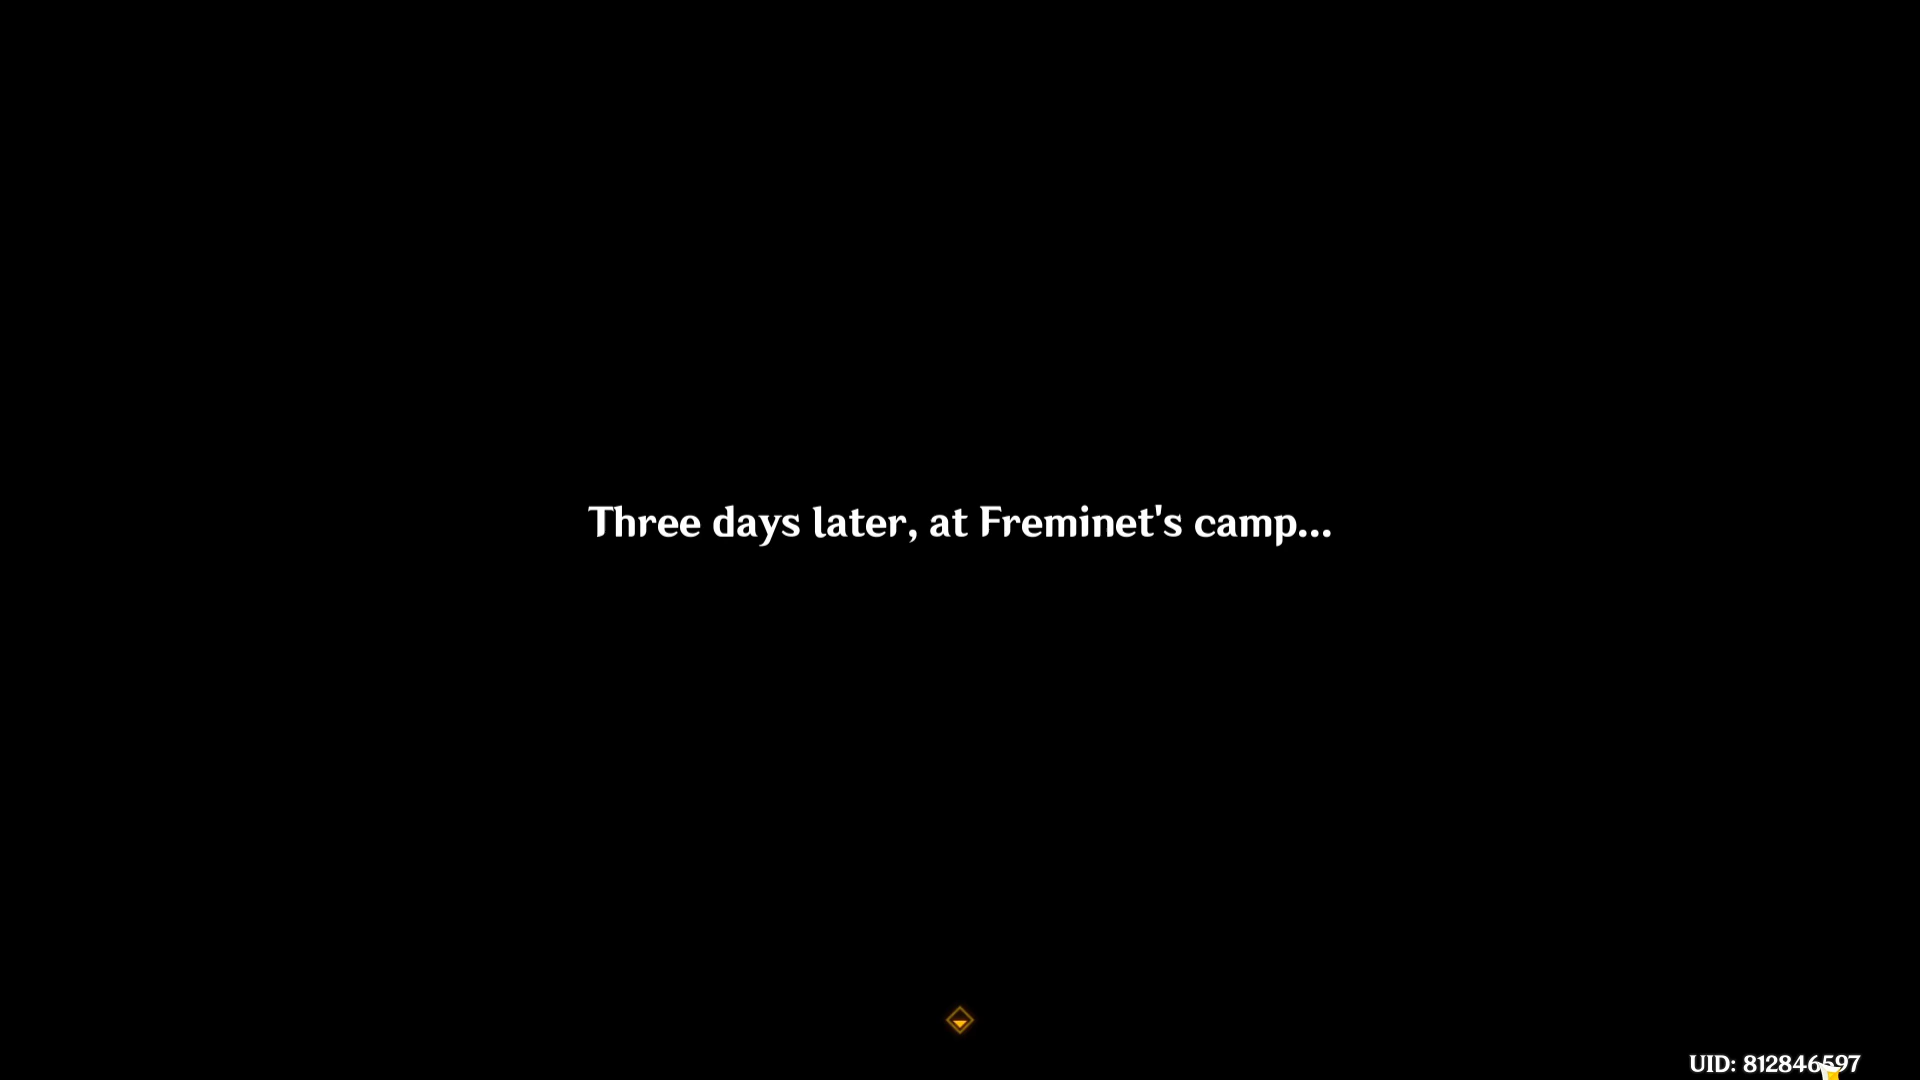 Three days later, at Freminet's camp...
UID: 812846597